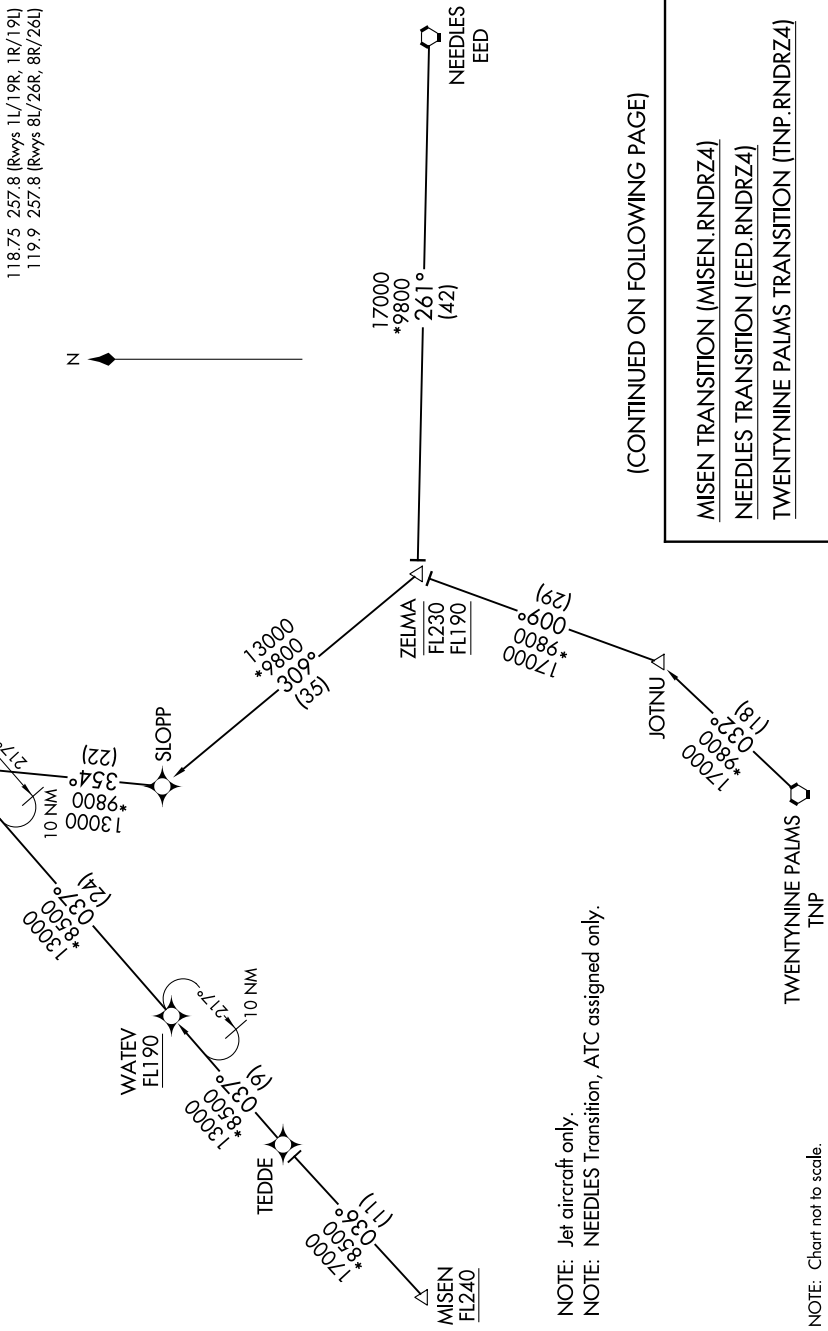 118.75 257.8 (Rwys 1L/19R, 1R/19L)
119.9 257.8 (Rwys 8L/26R, 8R/26L)
N
NEEDLES
EED
17000
*9800
261°
(42)
ZELMA
FL230
FL190
13000
*9800
309°
(35)
SLOPP
13000
*9800
354°
(22)
217°
10 NM
13000
*8500
037°
(24)
WATEV
FL190
217°
10 NM
13000
*8500
037°
(9)
TEDDE
17000
*8500
036°
(11)
MISEN
FL240
17000
*9800
009°
(29)
JOTNU
17000
*9800
032°
(18)
TWENTYNINE PALMS
TNP
NOTE: Jet aircraft only.
NOTE: NEEDLES Transition, ATC assigned only.
(CONTINUED ON FOLLOWING PAGE)
MISEN TRANSITION (MISEN.RNDRZ4)
NEEDLES TRANSITION (EED.RNDRZ4)
TWENTYNINE PALMS TRANSITION (TNP.RNDRZ4)
NOTE: Chart not to scale.